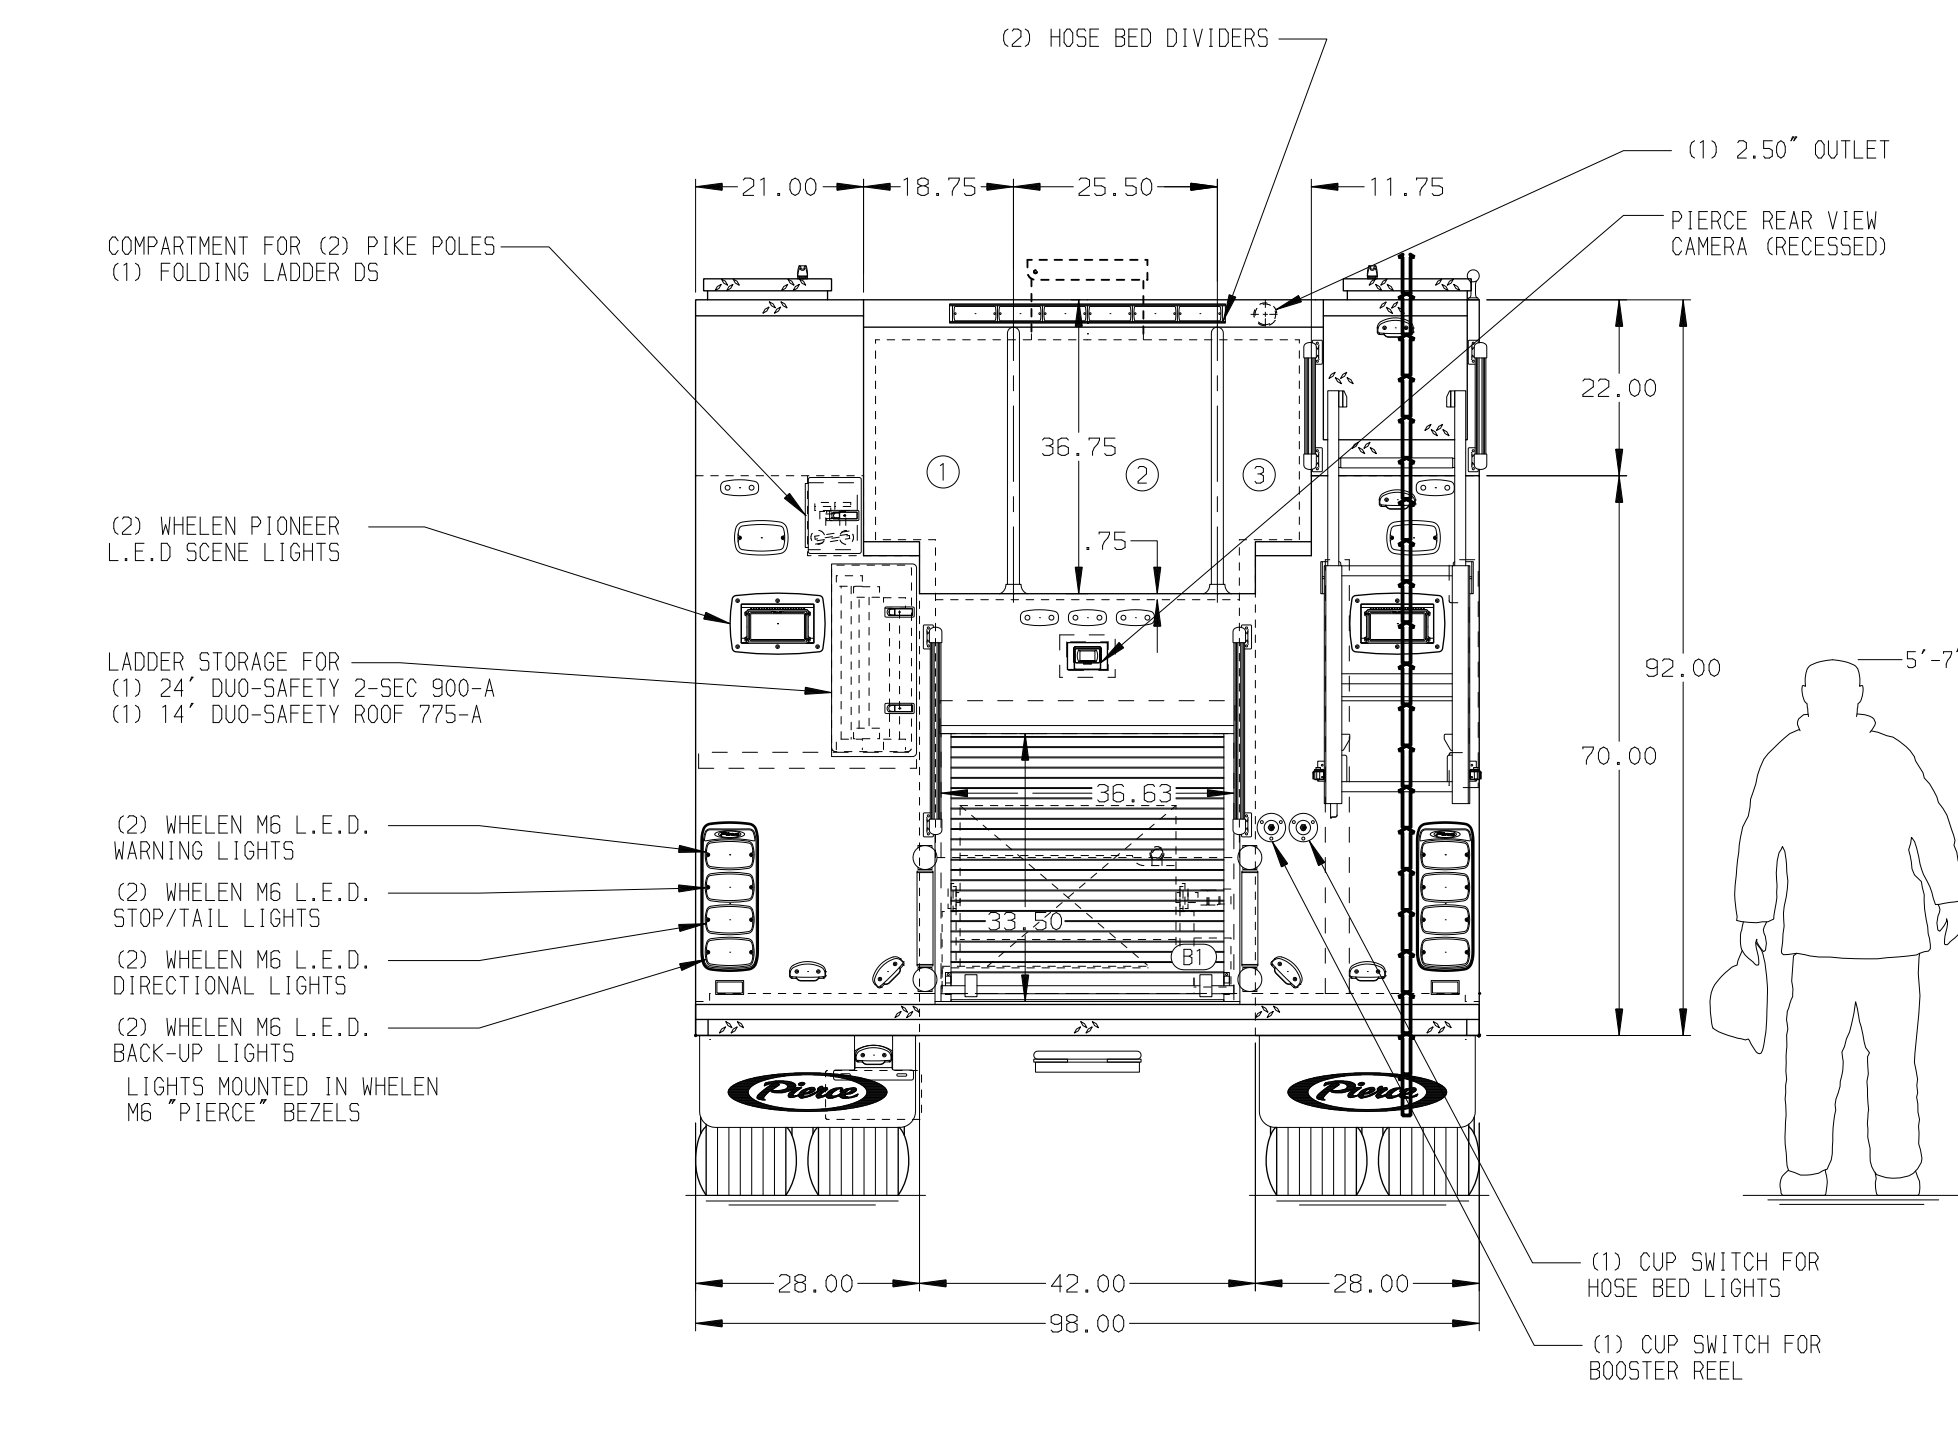 (2) HOSE BED DIVIDERS
(1) 2.50" OUTLET
PIERCE REAR VIEW
CAMERA (RECESSED)
21.00
18.75
25.50
11.75
COMPARTMENT FOR (2) PIKE POLES
(1) FOLDING LADDER DS
22.00
36.75
1
2
3
(2) WHELEN PIONEER
L.E.D SCENE LIGHTS
.75
LADDER STORAGE FOR
(1) 24' DUO-SAFETY 2-SEC 900-A
(1) 14' DUO-SAFETY ROOF 775-A
92.00
5'-7"
70.00
36.63
(2) WHELEN M6 L.E.D.
WARNING LIGHTS
Pierce
Pierce
(2) WHELEN M6 L.E.D.
STOP/TAIL LIGHTS
33.50
B1
(2) WHELEN M6 L.E.D.
DIRECTIONAL LIGHTS
(2) WHELEN M6 L.E.D.
BACK-UP LIGHTS
LIGHTS MOUNTED IN WHELEN
M6 "PIERCE" BEZELS
Pierce
Pierce
28.00
42.00
28.00
98.00
(1) CUP SWITCH FOR
HOSE BED LIGHTS
(1) CUP SWITCH FOR
BOOSTER REEL